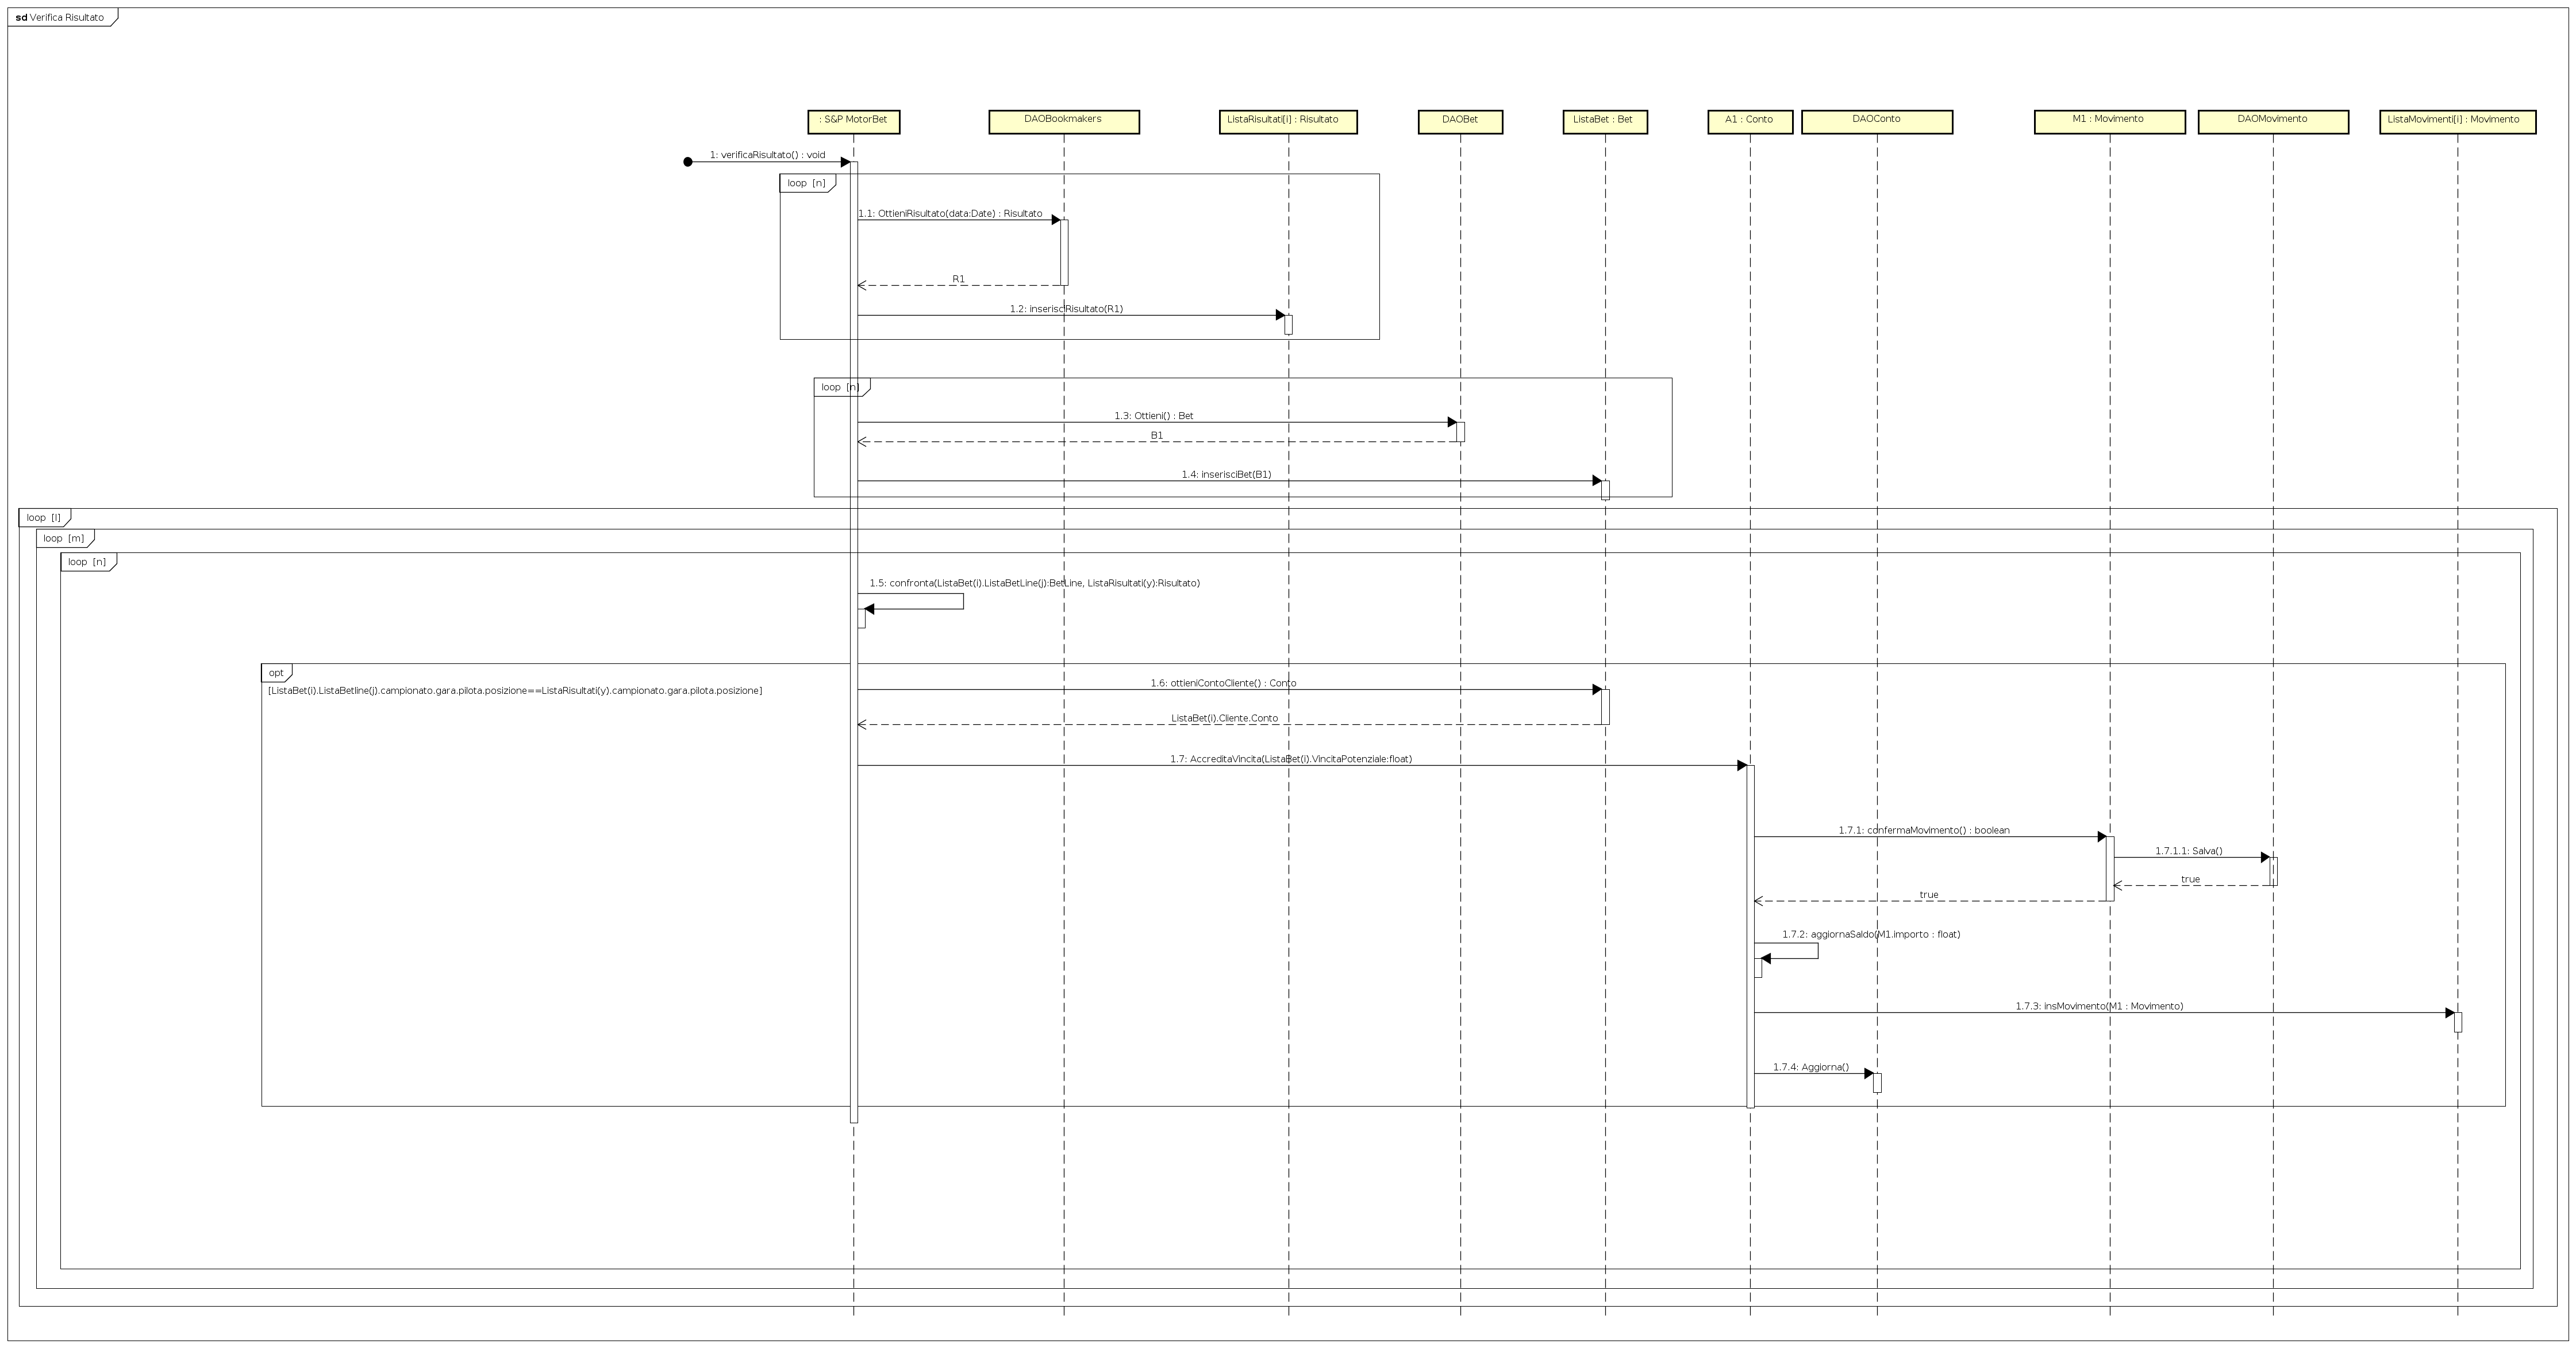 sd Verifica Risultato
: S&P MotorBet
DAOBookmakers
ListaRisultati[i] : Risultato
DAOBet
ListaBet : Bet
A1 : Conto
DAOConto
M1 : Movimento
DAOMovimento
ListaMovimenti[i] : Movimento
1: verificaRisultato() : void
loop [n]
1.1: OttieniRisultato(data:Date) : Risultato
R1
1.2: inserisciRisultato(R1)
loop [n]
1.3: Ottieni() : Bet
B1
1.4: inserisciBet(B1)
loop [l]
loop [m]
loop [n]
1.5: confronta(ListaBet(i).ListaBetLine(j):BetLine, ListaRisultati(y):Risultato)
opt
[ListaBet(i).ListaBetline(j).campionato.gara.pilota.posizione==ListaRisultati(y).campionato.gara.pilota.posizione]
1.6: ottieniContoCliente() : Conto
ListaBet(i).Cliente.Conto
1.7: AccreditaVincita(ListaBet(i).VincitaPotenziale:float)
1.7.1: confermaMovimento() : boolean
1.7.1.1: Salva()
true
true
1.7.2: aggiornaSaldo(M1.importo : float)
1.7.3: insMovimento(M1 : Movimento)
1.7.4: Aggiorna()